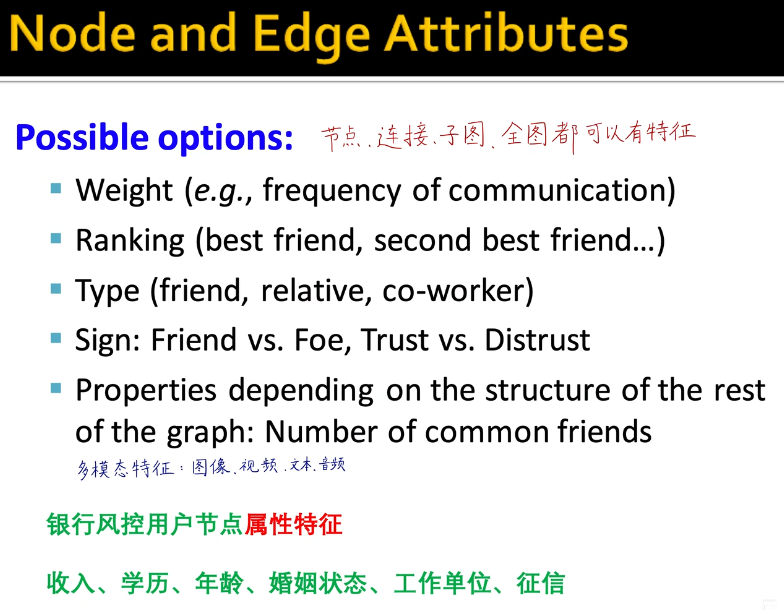 Node and Edge Attributes
Possible options: 节点、连接、子图、全图都可以有特征
▪ Weight (e.g., frequency of communication)
▪ Ranking (best friend, second best friend…)
▪ Type (friend, relative, co-worker)
▪ Sign: Friend vs. Foe, Trust vs. Distrust
▪ Properties depending on the structure of the rest
of the graph: Number of common friends
多模态特征：图像、视频、文本、音频
银行风控用户节点属性特征
收入、学历、年龄、婚姻状态、工作单位、征信